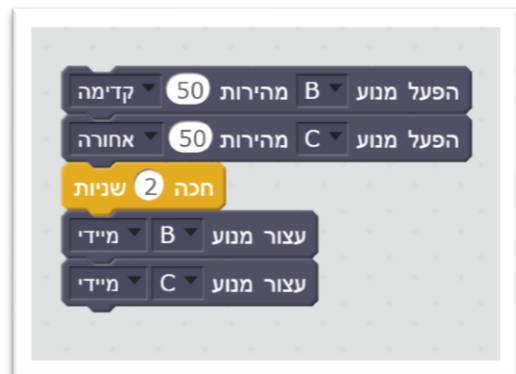 הפעל מנוע B מהירות 50 קדימה
הפעל מנוע C מהירות 50 אחורה
חכה 2 שניות
עצור מנוע B מיידי
עצור מנוע C מיידי